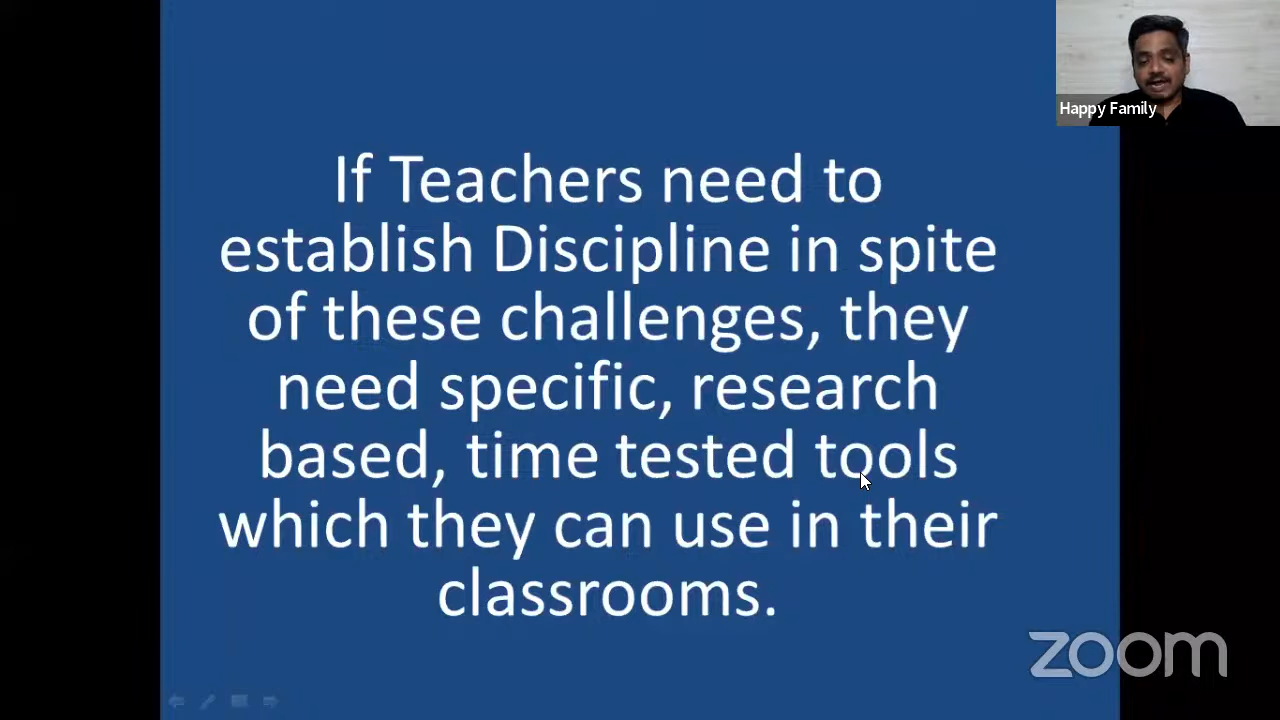 Happy Family
If Teachers need to
establish Discipline in spite
of these challenges, they
need specific, research
based, time tested tools
which they can use in their
classrooms.
zoom